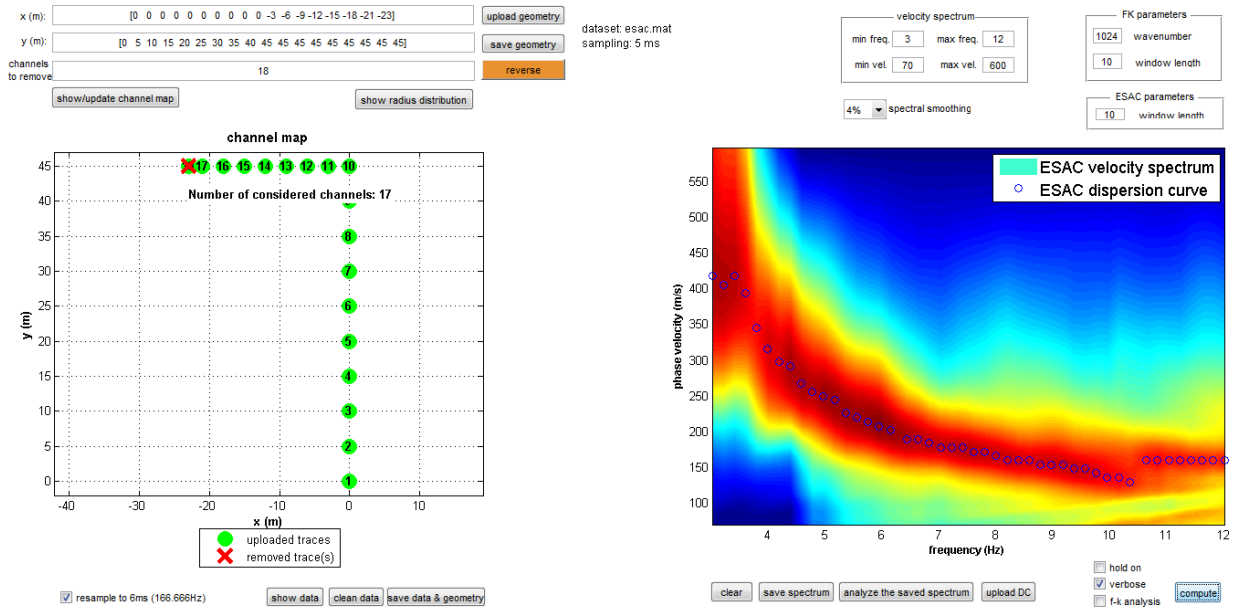 x (m):
[0 0 0 0 0 0 0 0 0 0 -3 -6 -9 -12 -15 -18 -21 -23]
upload geometry
y (m):
[0 5 10 15 20 25 30 35 40 45 45 45 45 45 45 45 45 45]
save geometry
channels
to remove
18
reverse
show/update channel map
show radius distribution
dataset: esac.mat
sampling: 5 ms
velocity spectrum
min freq.
3
max freq.
12
min vel.
70
max vel.
600
4%
spectral smoothing
FK parameters
1024
wavenumber
10
window length
ESAC parameters
10
window length
channel map
45
40
35
30
25
20
15
10
5
0
y (m)
17
16
15
14
13
12
11
10
Number of considered channels: 17
8
7
6
5
4
3
2
1
-40
-30
-20
-10
0
10
x (m)
uploaded traces
removed trace(s)
resample to 6ms (166.666Hz)
show data
clean data
save data & geometry
ESAC velocity spectrum
ESAC dispersion curve
550
500
450
400
350
300
250
200
150
100
phase velocity (m/s)
4
5
6
7
8
9
10
11
12
frequency (Hz)
clear
save spectrum
analyze the saved spectrum
upload DC
hold on
verbose
f-k analysis
compute